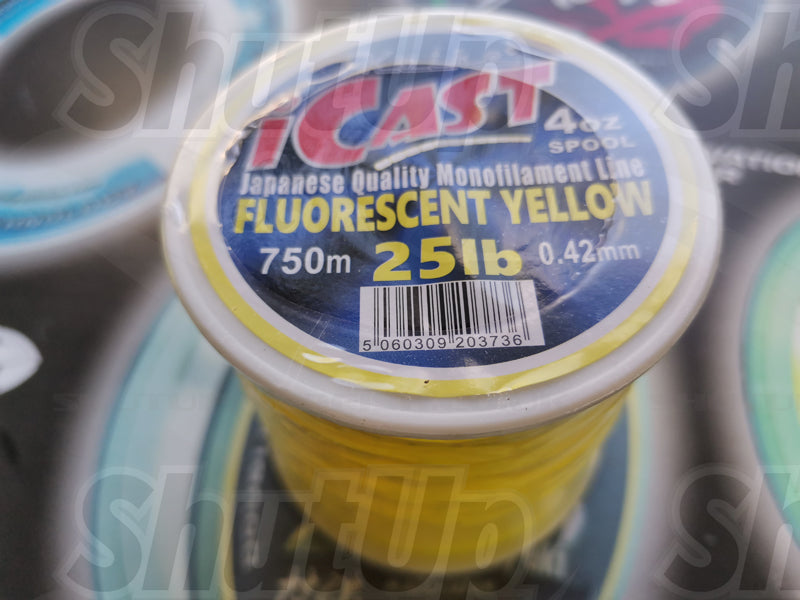 iCAST
4oz
SPOOL
Japanese Quality Monofilament Line
FLUORESCENT YELLOW
750m 25lb 0.42mm
5 060309 203736
ShutUp
ShutUp
ShutUp